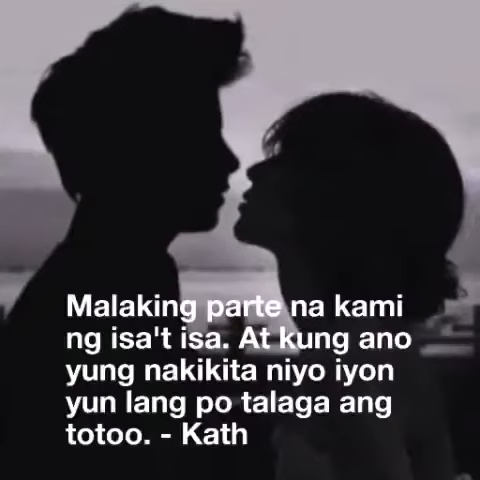 Malaking parte na kami
ng isa't isa. At kung ano
yung nakikita niyo iyon
yun lang po talaga ang
totoo. - Kath